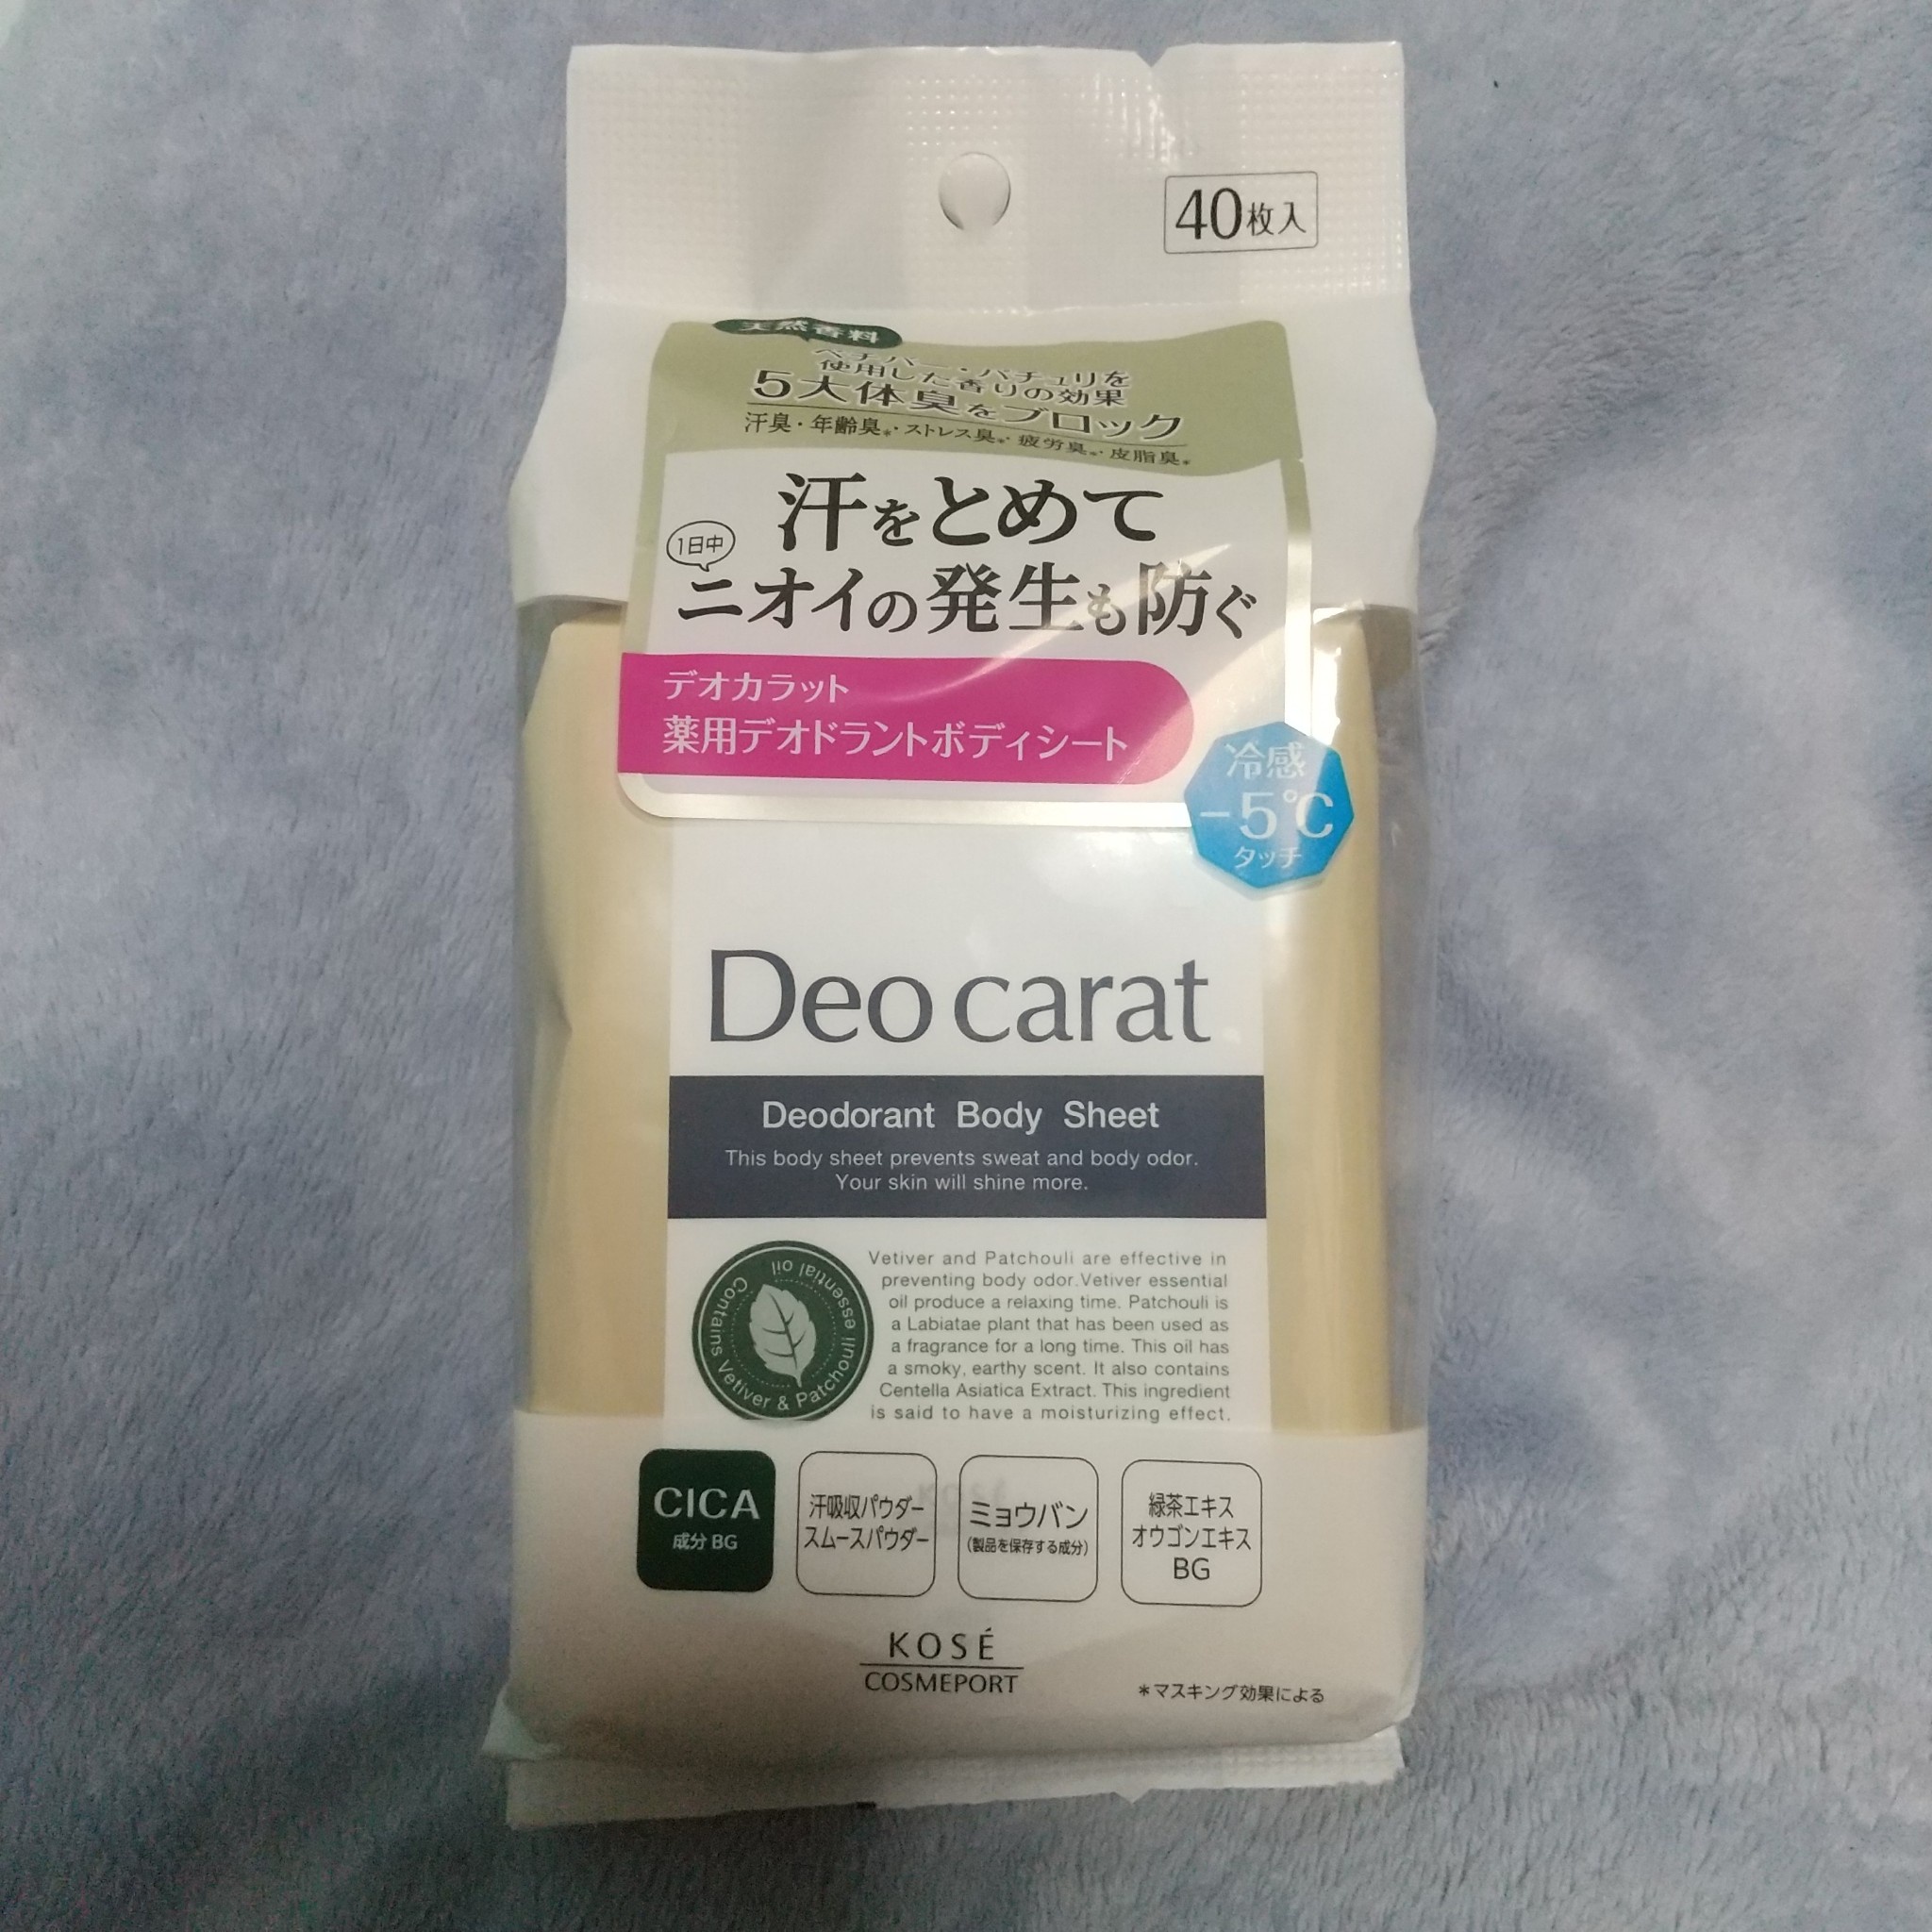 40枚入
天然香料
ベチバー・パチュリを
使用した香りの効果
5大体臭をブロック
汗臭・年齢臭*・ストレス臭*・疲労臭*・皮脂臭*
汗をとめて
1日中
ニオイの発生も防ぐ
デオカラット
薬用デオドラントボディシート
冷感
-5℃
タッチ
Deo carat
Deodorant Body Sheet
This body sheet prevents sweat and body odor.
Your skin will shine more.
Contains Vetiver & Patchouli essential oil
Vetiver and Patchouli are effective in
preventing body odor.Vetiver essential
oil produce a relaxing time. Patchouli is
a Labiatae plant that has been used as
a fragrance for a long time. This oil has
a smoky, earthy scent. It also contains
Centella Asiatica Extract. This ingredient
is said to have a moisturizing effect.
CICA
成分 BG
汗吸収パウダー
スムースパウダー
ミョウバン
(製品を保存する成分)
緑茶エキス
オウゴンエキス
BG
KOSÉ
COSMEPORT
*マスキング効果による